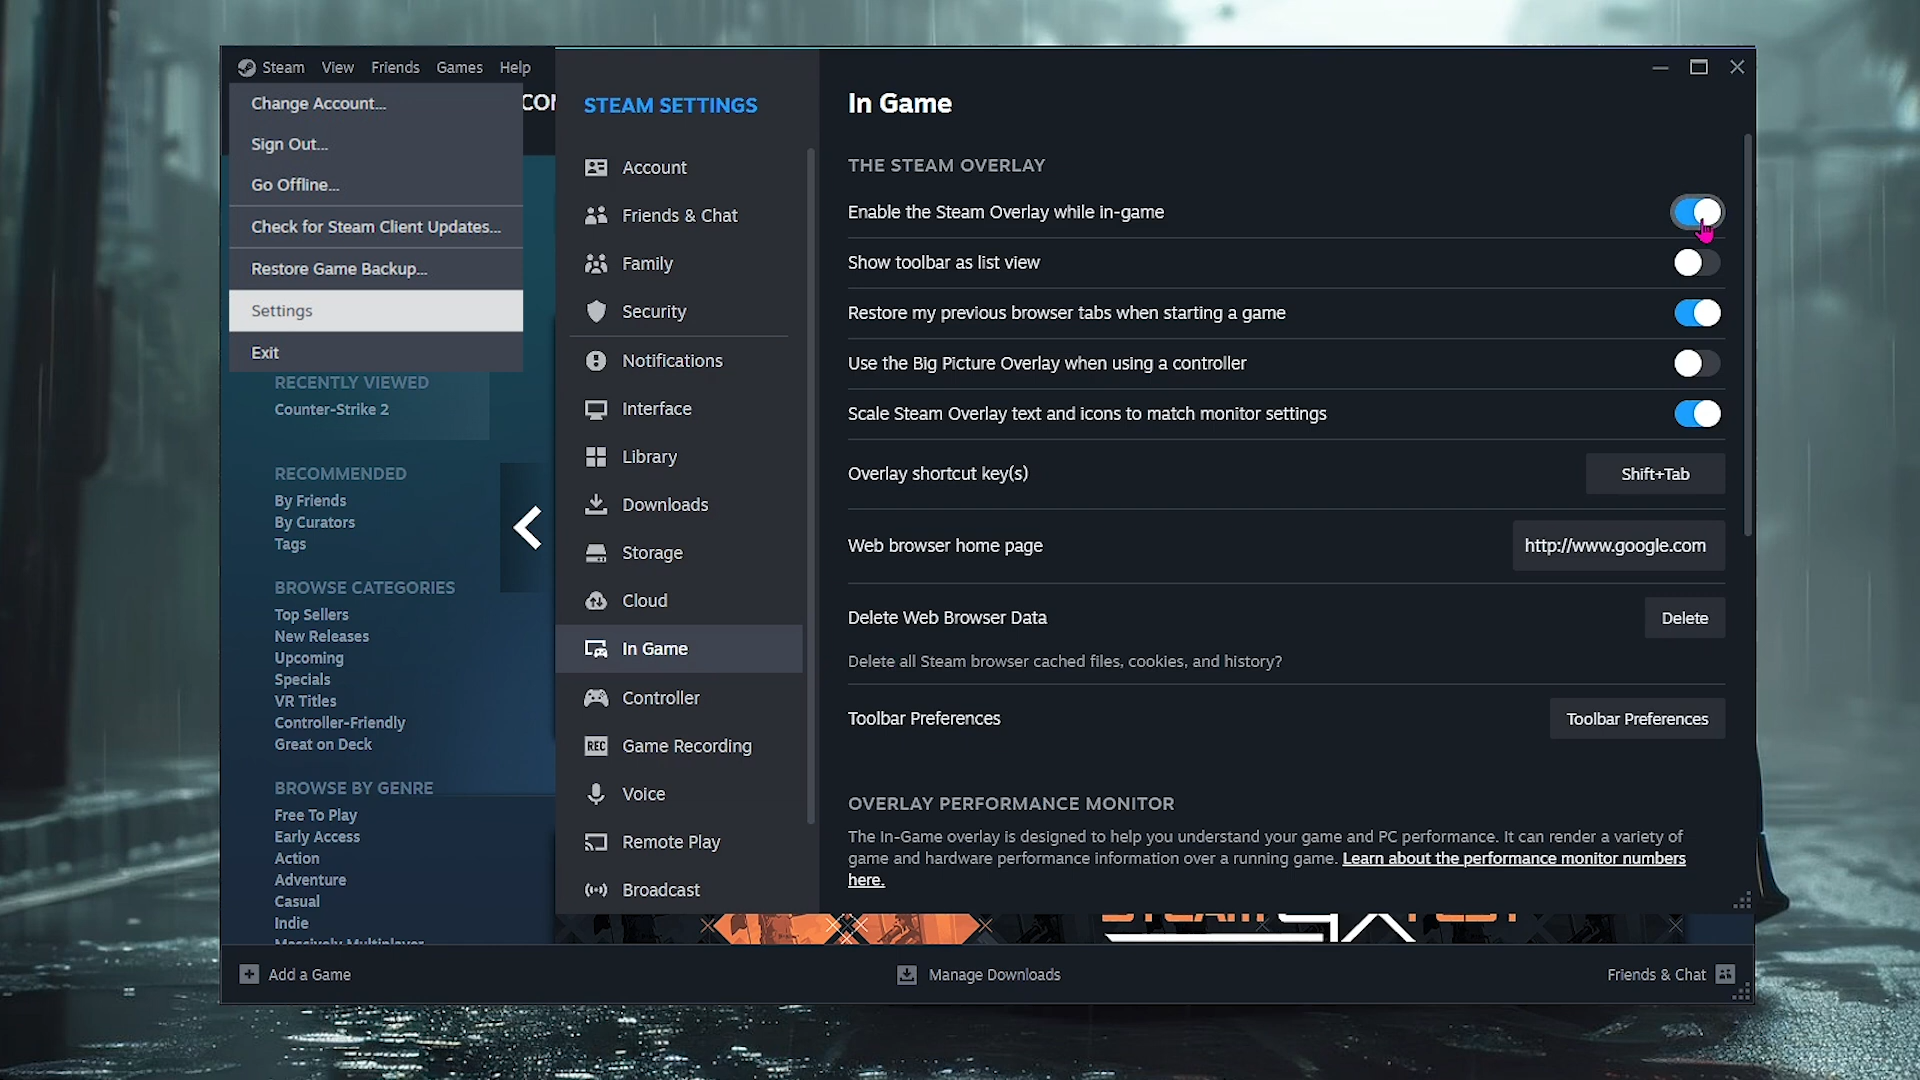 Steam View Friends Games Help
Change Account...
Sign Out...
Go Offline...
Check for Steam Client Updates...
Restore Game Backup...
Settings
Exit
RECENTLY VIEWED
Counter-Strike 2
RECOMMENDED
By Friends
By Curators
Tags
BROWSE CATEGORIES
Top Sellers
New Releases
Upcoming
Specials
VR Titles
Controller-Friendly
Great on Deck
BROWSE BY GENRE
Free To Play
Early Access
Action
Adventure
Casual
Indie
Massively Multiplayer
STEAM SETTINGS
Account
Friends & Chat
Family
Security
Notifications
Interface
Library
Downloads
Storage
Cloud
In Game
Controller
REC Game Recording
Voice
Remote Play
Broadcast
In Game
THE STEAM OVERLAY
Enable the Steam Overlay while in-game
Show toolbar as list view
Restore my previous browser tabs when starting a game
Use the Big Picture Overlay when using a controller
Scale Steam Overlay text and icons to match monitor settings
Overlay shortcut key(s) Shift+Tab
Web browser home page http://www.google.com
Delete Web Browser Data Delete
Delete all Steam browser cached files, cookies, and history?
Toolbar Preferences Toolbar Preferences
OVERLAY PERFORMANCE MONITOR
The In-Game overlay is designed to help you understand your game and PC performance. It can render a variety of
game and hardware performance information over a running game. Learn about the performance monitor numbers
here.
Add a Game Manage Downloads Friends & Chat